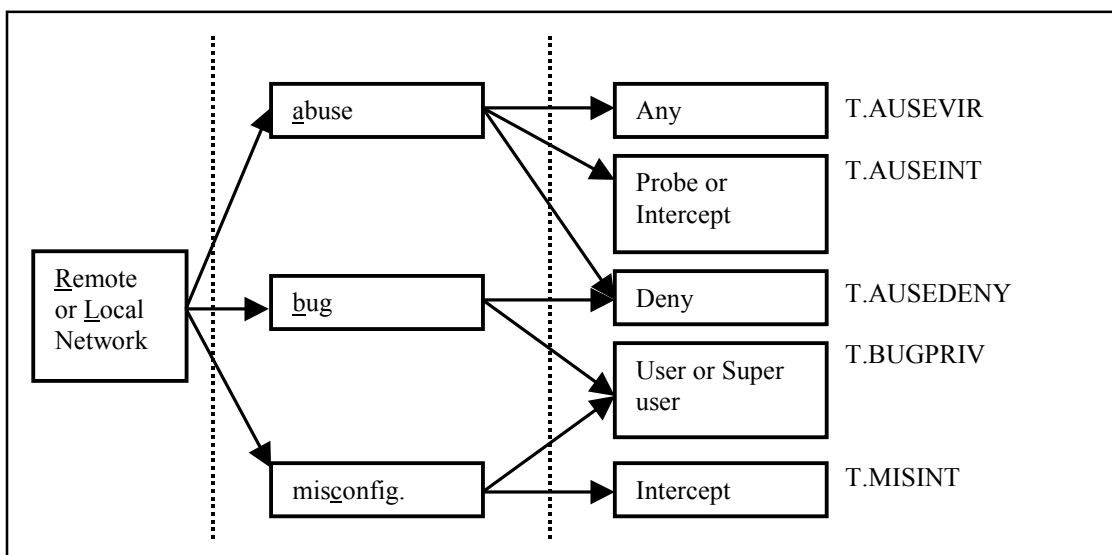 Remote
or Local
Network
abuse
bug
misconfig.
Any
Probe or
Intercept
Deny
User or Super
user
Intercept
T.AUSEVIR
T.AUSEINT
T.AUSEDENY
T.BUGPRIV
T.MISINT